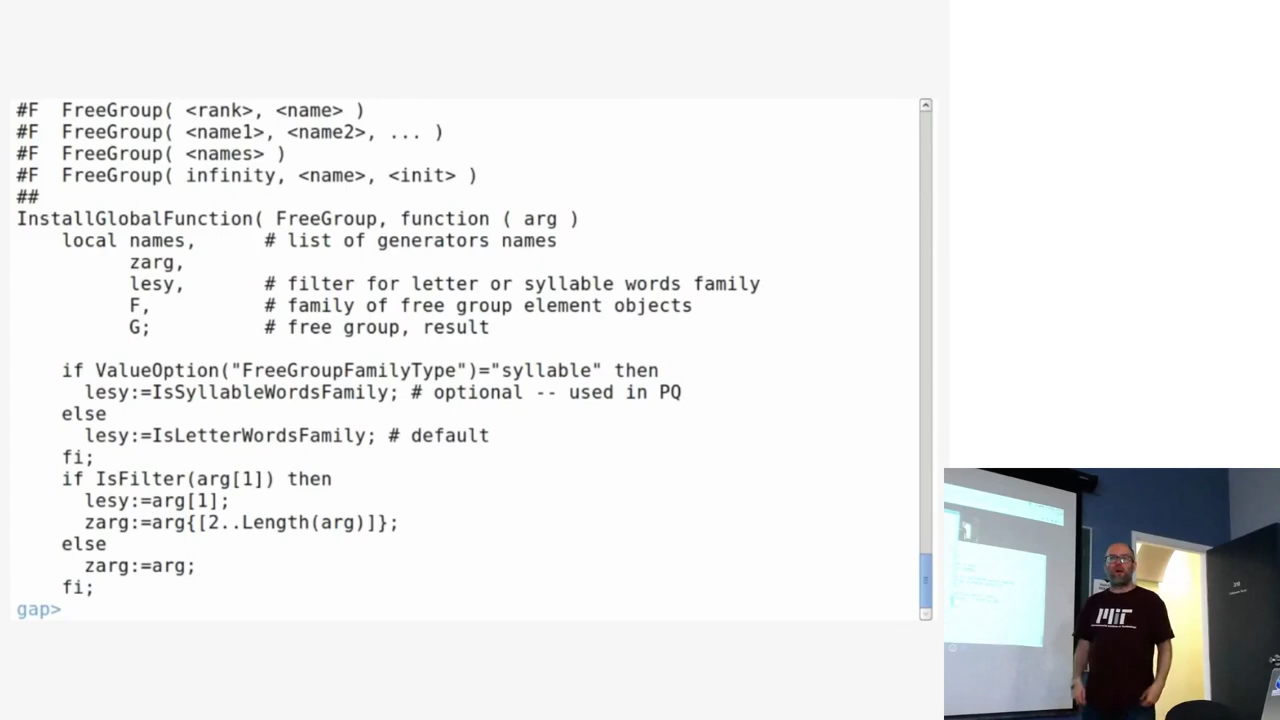 #F  FreeGroup( <rank>, <name> )
#F  FreeGroup( <name1>, <name2>, ... )
#F  FreeGroup( <names> )
#F  FreeGroup( infinity, <name>, <init> )
##
InstallGlobalFunction( FreeGroup, function ( arg )
    local names,      # list of generators names
          zarg,
          lesy,       # filter for letter or syllable words family
          F,          # family of free group element objects
          G;          # free group, result
    if ValueOption("FreeGroupFamilyType")="syllable" then
      lesy:=IsSyllableWordsFamily; # optional -- used in PQ
    else
      lesy:=IsLetterWordsFamily; # default
    fi;
    if IsFilter(arg[1]) then
      lesy:=arg[1];
      zarg:=arg{[2..Length(arg)]};
    else
      zarg:=arg;
    fi;
gap>
MIT